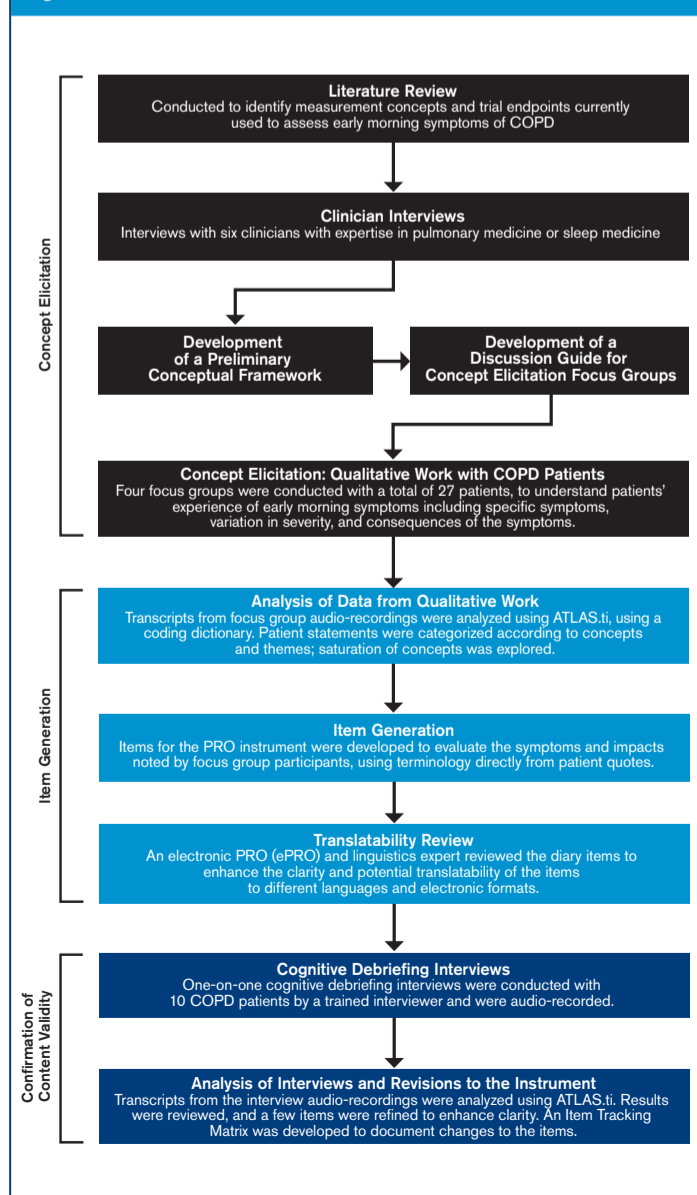 Literature Review
Conducted to identify measurement concepts and trial endpoints currently
used to assess early morning symptoms of COPD
Clinician Interviews
Interviews with six clinicians with expertise in pulmonary medicine or sleep medicine
Concept Elicitation
Development
of a Preliminary
Conceptual Framework
Development of a
Discussion Guide for
Concept Elicitation Focus Groups
Concept Elicitation: Qualitative Work with COPD Patients
Four focus groups were conducted with a total of 27 patients, to understand patients’
experience of early morning symptoms including specific symptoms,
variation in severity, and consequences of the symptoms.
Analysis of Data from Qualitative Work
Transcripts from focus group audio-recordings were analyzed using ATLAS.ti, using a
coding dictionary. Patient statements were categorized according to concepts
and themes; saturation of concepts was explored.
Item Generation
Item Generation
Items for the PRO instrument were developed to evaluate the symptoms and impacts
noted by focus group participants, using terminology directly from patient quotes.
Translatability Review
An electronic PRO (ePRO) and linguistics expert reviewed the diary items to
enhance the clarity and potential translatability of the items
to different languages and electronic formats.
Confirmation of
Content Validity
Cognitive Debriefing Interviews
One-on-one cognitive debriefing interviews were conducted with
10 COPD patients by a trained interviewer and were audio-recorded.
Analysis of Interviews and Revisions to the Instrument
Transcripts from the interview audio-recordings were analyzed using ATLAS.ti. Results
were reviewed, and a few items were refined to enhance clarity. An Item Tracking
Matrix was developed to document changes to the items.